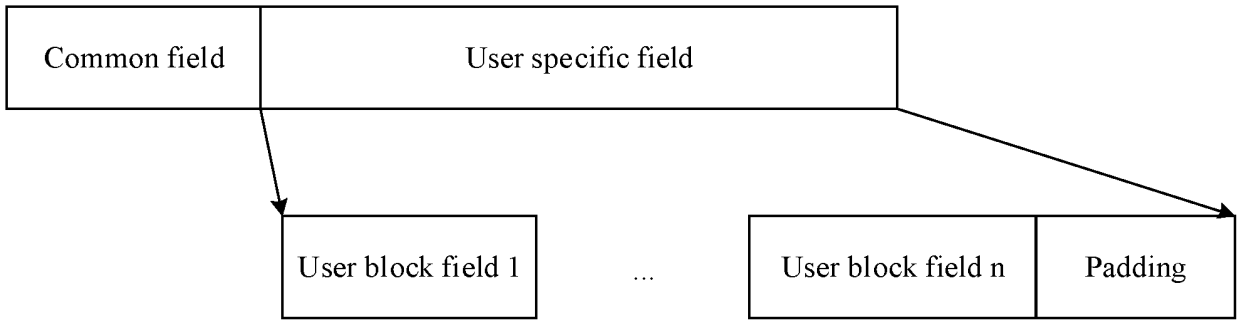 Common field
User specific field
User block field 1
...
User block field n
Padding